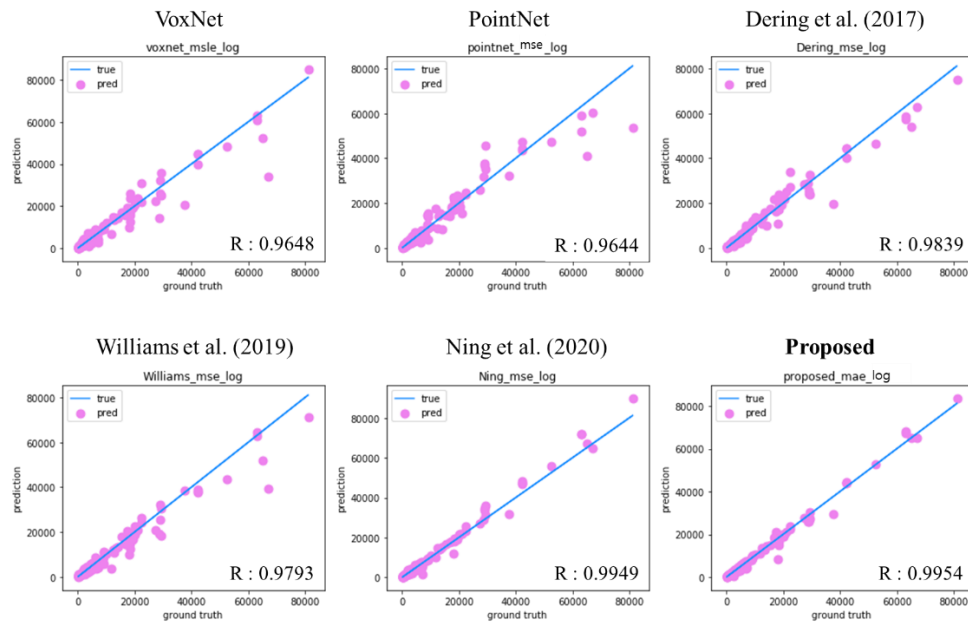 VoxNet
voxnet_msle_log
true
pred
80000
60000
40000
20000
0
prediction
R : 0.9648
0 20000 40000 60000 80000
ground truth
PointNet
pointnet_mse_log
true
pred
80000
60000
40000
20000
0
prediction
R : 0.9644
0 20000 40000 60000 80000
ground truth
Dering et al. (2017)
Dering_mse_log
true
pred
80000
60000
40000
20000
0
prediction
R : 0.9839
0 20000 40000 60000 80000
ground truth
Williams et al. (2019)
Williams_mse_log
true
pred
80000
60000
40000
20000
0
prediction
R : 0.9793
0 20000 40000 60000 80000
ground truth
Ning et al. (2020)
Ning_mse_log
true
pred
80000
60000
40000
20000
0
prediction
R : 0.9949
0 20000 40000 60000 80000
ground truth
Proposed
proposed_mae_log
true
pred
80000
60000
40000
20000
0
prediction
R : 0.9954
0 20000 40000 60000 80000
ground truth